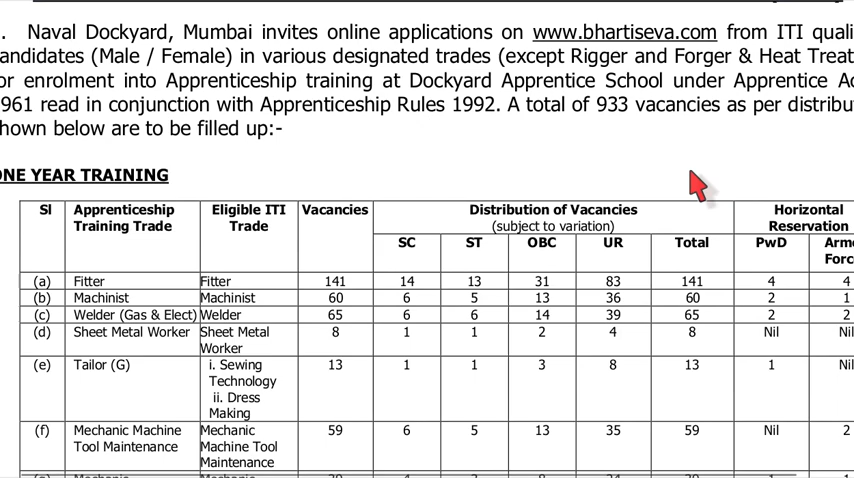 . Naval Dockyard, Mumbai invites online applications on www.bhartiseva.com from ITI quali
andidates (Male / Female) in various designated trades (except Rigger and Forger & Heat Treat
or enrolment into Apprenticeship training at Dockyard Apprentice School under Apprentice Ac
961 read in conjunction with Apprenticeship Rules 1992. A total of 933 vacancies as per distribut
hown below are to be filled up:-
ONE YEAR TRAINING
Sl Apprenticeship Training Trade Eligible ITI Trade Vacancies Distribution of Vacancies (subject to variation) Horizontal Reservation
SC ST OBC UR Total PwD Arme Forc
(a) Fitter Fitter 141 14 13 31 83 141 4 4
(b) Machinist Machinist 60 6 5 13 36 60 2 1
(c) Welder (Gas & Elect) Welder 65 6 6 14 39 65 2 2
(d) Sheet Metal Worker Sheet Metal Worker 8 1 1 2 4 8 Nil Nil
(e) Tailor (G) i. Sewing Technology ii. Dress Making 13 1 1 3 8 13 1 Nil
(f) Mechanic Machine Tool Maintenance Mechanic Machine Tool Maintenance 59 6 5 13 35 59 Nil 2